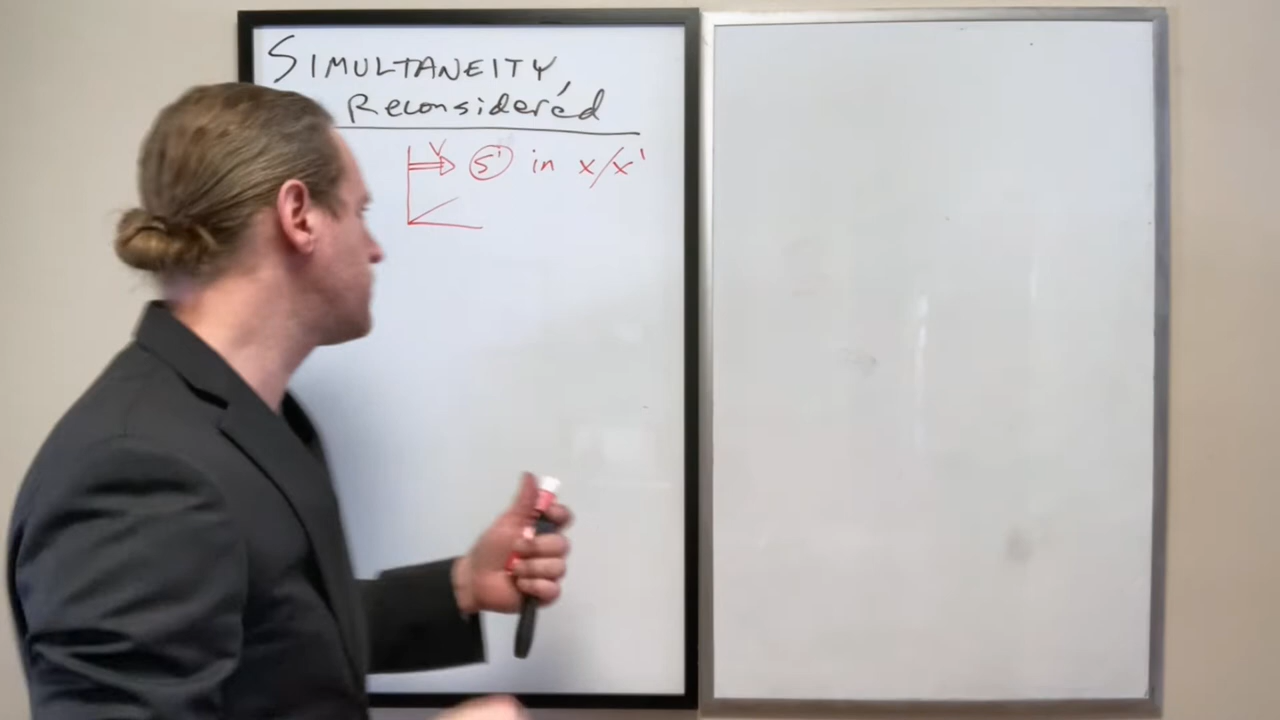 SIMULTANEITY,
Reconsidered
V S' in x/x'